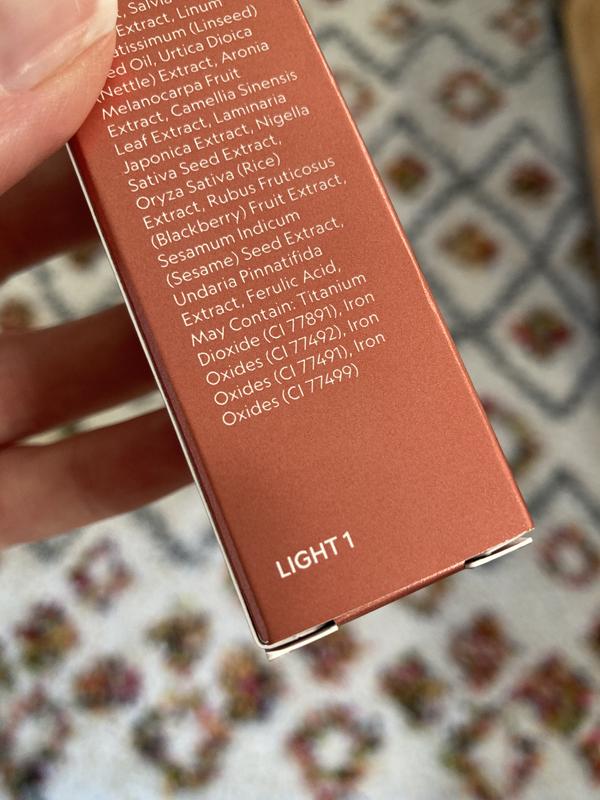 Extract, Linum
(Linseed)
Oil, Urtica Dioica
(Nettle) Extract, Aronia
Melanocarpa Fruit
Extract, Camellia Sinensis
Leaf Extract, Laminaria
Japonica Extract, Nigella
Sativa Seed Extract,
Oryza Sativa (Rice)
Extract, Rubus Fruticosus
(Blackberry) Fruit Extract,
Sesamum Indicum
(Sesame) Seed Extract,
Undaria Pinnatifida
Extract, Ferulic Acid,
May Contain: Titanium
Dioxide (CI 77891), Iron
Oxides (CI 77492), Iron
Oxides (CI 77491), Iron
Oxides (CI 77499)
LIGHT 1